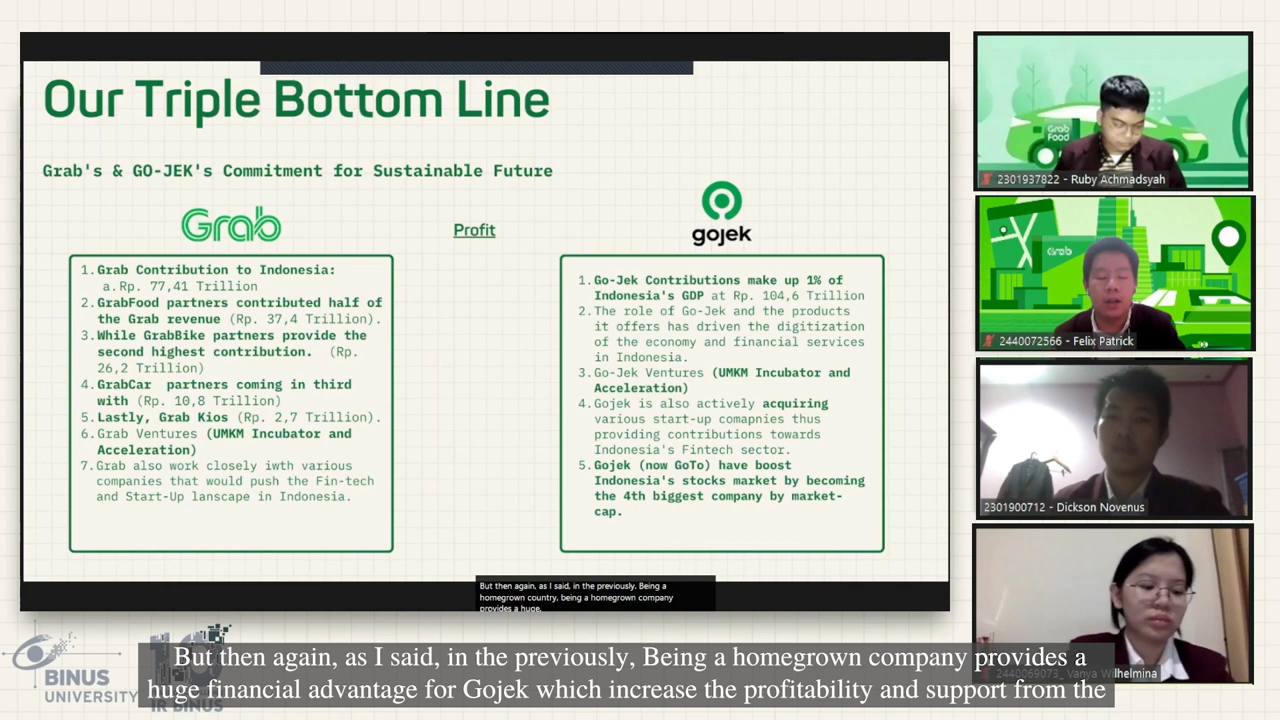 Our Triple Bottom Line
Grab's & GO-JEK's Commitment for Sustainable Future
Grab
Profit
gojek
1. Grab Contribution to Indonesia:
a. Rp. 77,41 Trillion
2. GrabFood partners contributed half of
the Grab revenue (Rp. 37,4 Trillion).
3. While GrabBike partners provide the
second highest contribution. (Rp.
26,2 Trillion)
4. GrabCar partners coming in third
with (Rp. 10,8 Trillion)
5. Lastly, Grab Kios (Rp. 2,7 Trillion).
6. Grab Ventures (UMKM Incubator and
Acceleration)
7. Grab also work closely iwth various
companies that would push the Fin-tech
and Start-Up lanscape in Indonesia.
1. Go-Jek Contributions make up 1% of
Indonesia's GDP at Rp. 104,6 Trillion
2. The role of Go-Jek and the products
it offers has driven the digitization
of the economy and financial services
in Indonesia.
3. Go-Jek Ventures (UMKM Incubator and
Acceleration)
4. Gojek is also actively acquiring
various start-up comapnies thus
providing contributions towards
Indonesia's Fintech sector.
5. Gojek (now GoTo) have boost
Indonesia's stocks market by becoming
the 4th biggest company by market-
cap.
But then again, as I said, in the previously. Being a
homegrown country, being a homegrown company
provides a huge.
Grab
Food
2301937822 - Ruby Achmadsyah
Grab
2440072566 - Felix Patrick
2301900712 - Dickson Novenus
2440069073_ Vanya Wilhelmina
BINUS
UNIVERSITY
IR BINUS
But then again, as I said, in the previously, Being a homegrown company provides a
huge financial advantage for Gojek which increase the profitability and support from the